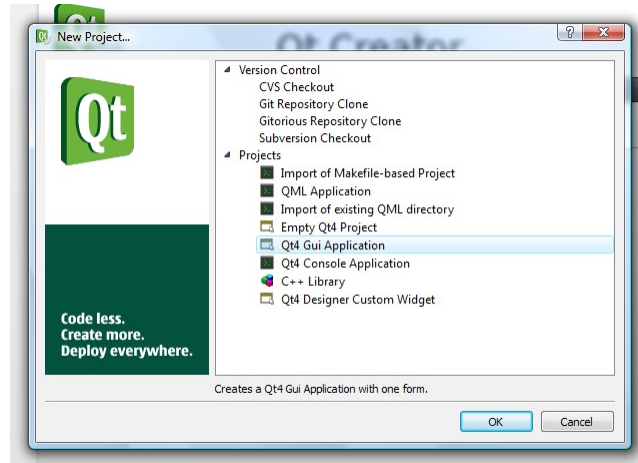 Qt
New Project...
Qt Creator
Version Control
CVS Checkout
Git Repository Clone
Gitorious Repository Clone
Subversion Checkout
Projects
Import of Makefile-based Project
QML Application
Import of existing QML directory
Empty Qt4 Project
Qt4 Gui Application
Qt4 Console Application
C++ Library
Qt4 Designer Custom Widget
Qt
Code less.
Create more.
Deploy everywhere.
Creates a Qt4 Gui Application with one form.
OK
Cancel